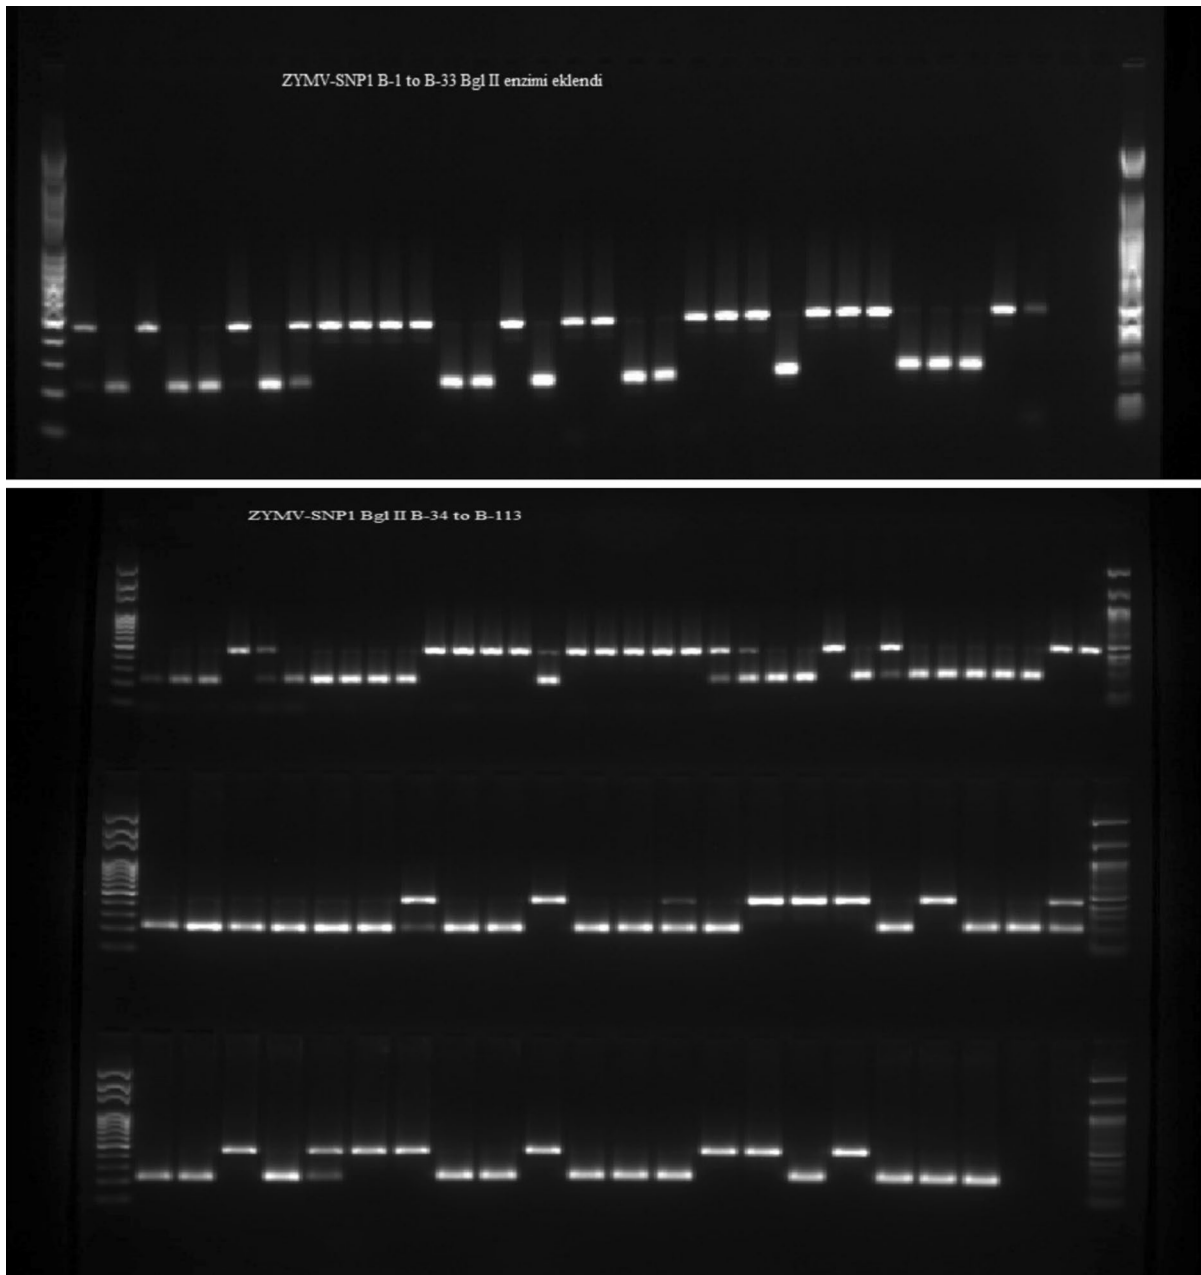 ZYMV-SNP1 B-1 to B-33 Bgl II enzimi eklendi
ZYMV-SNP1 Bgl II B-34 to B-113